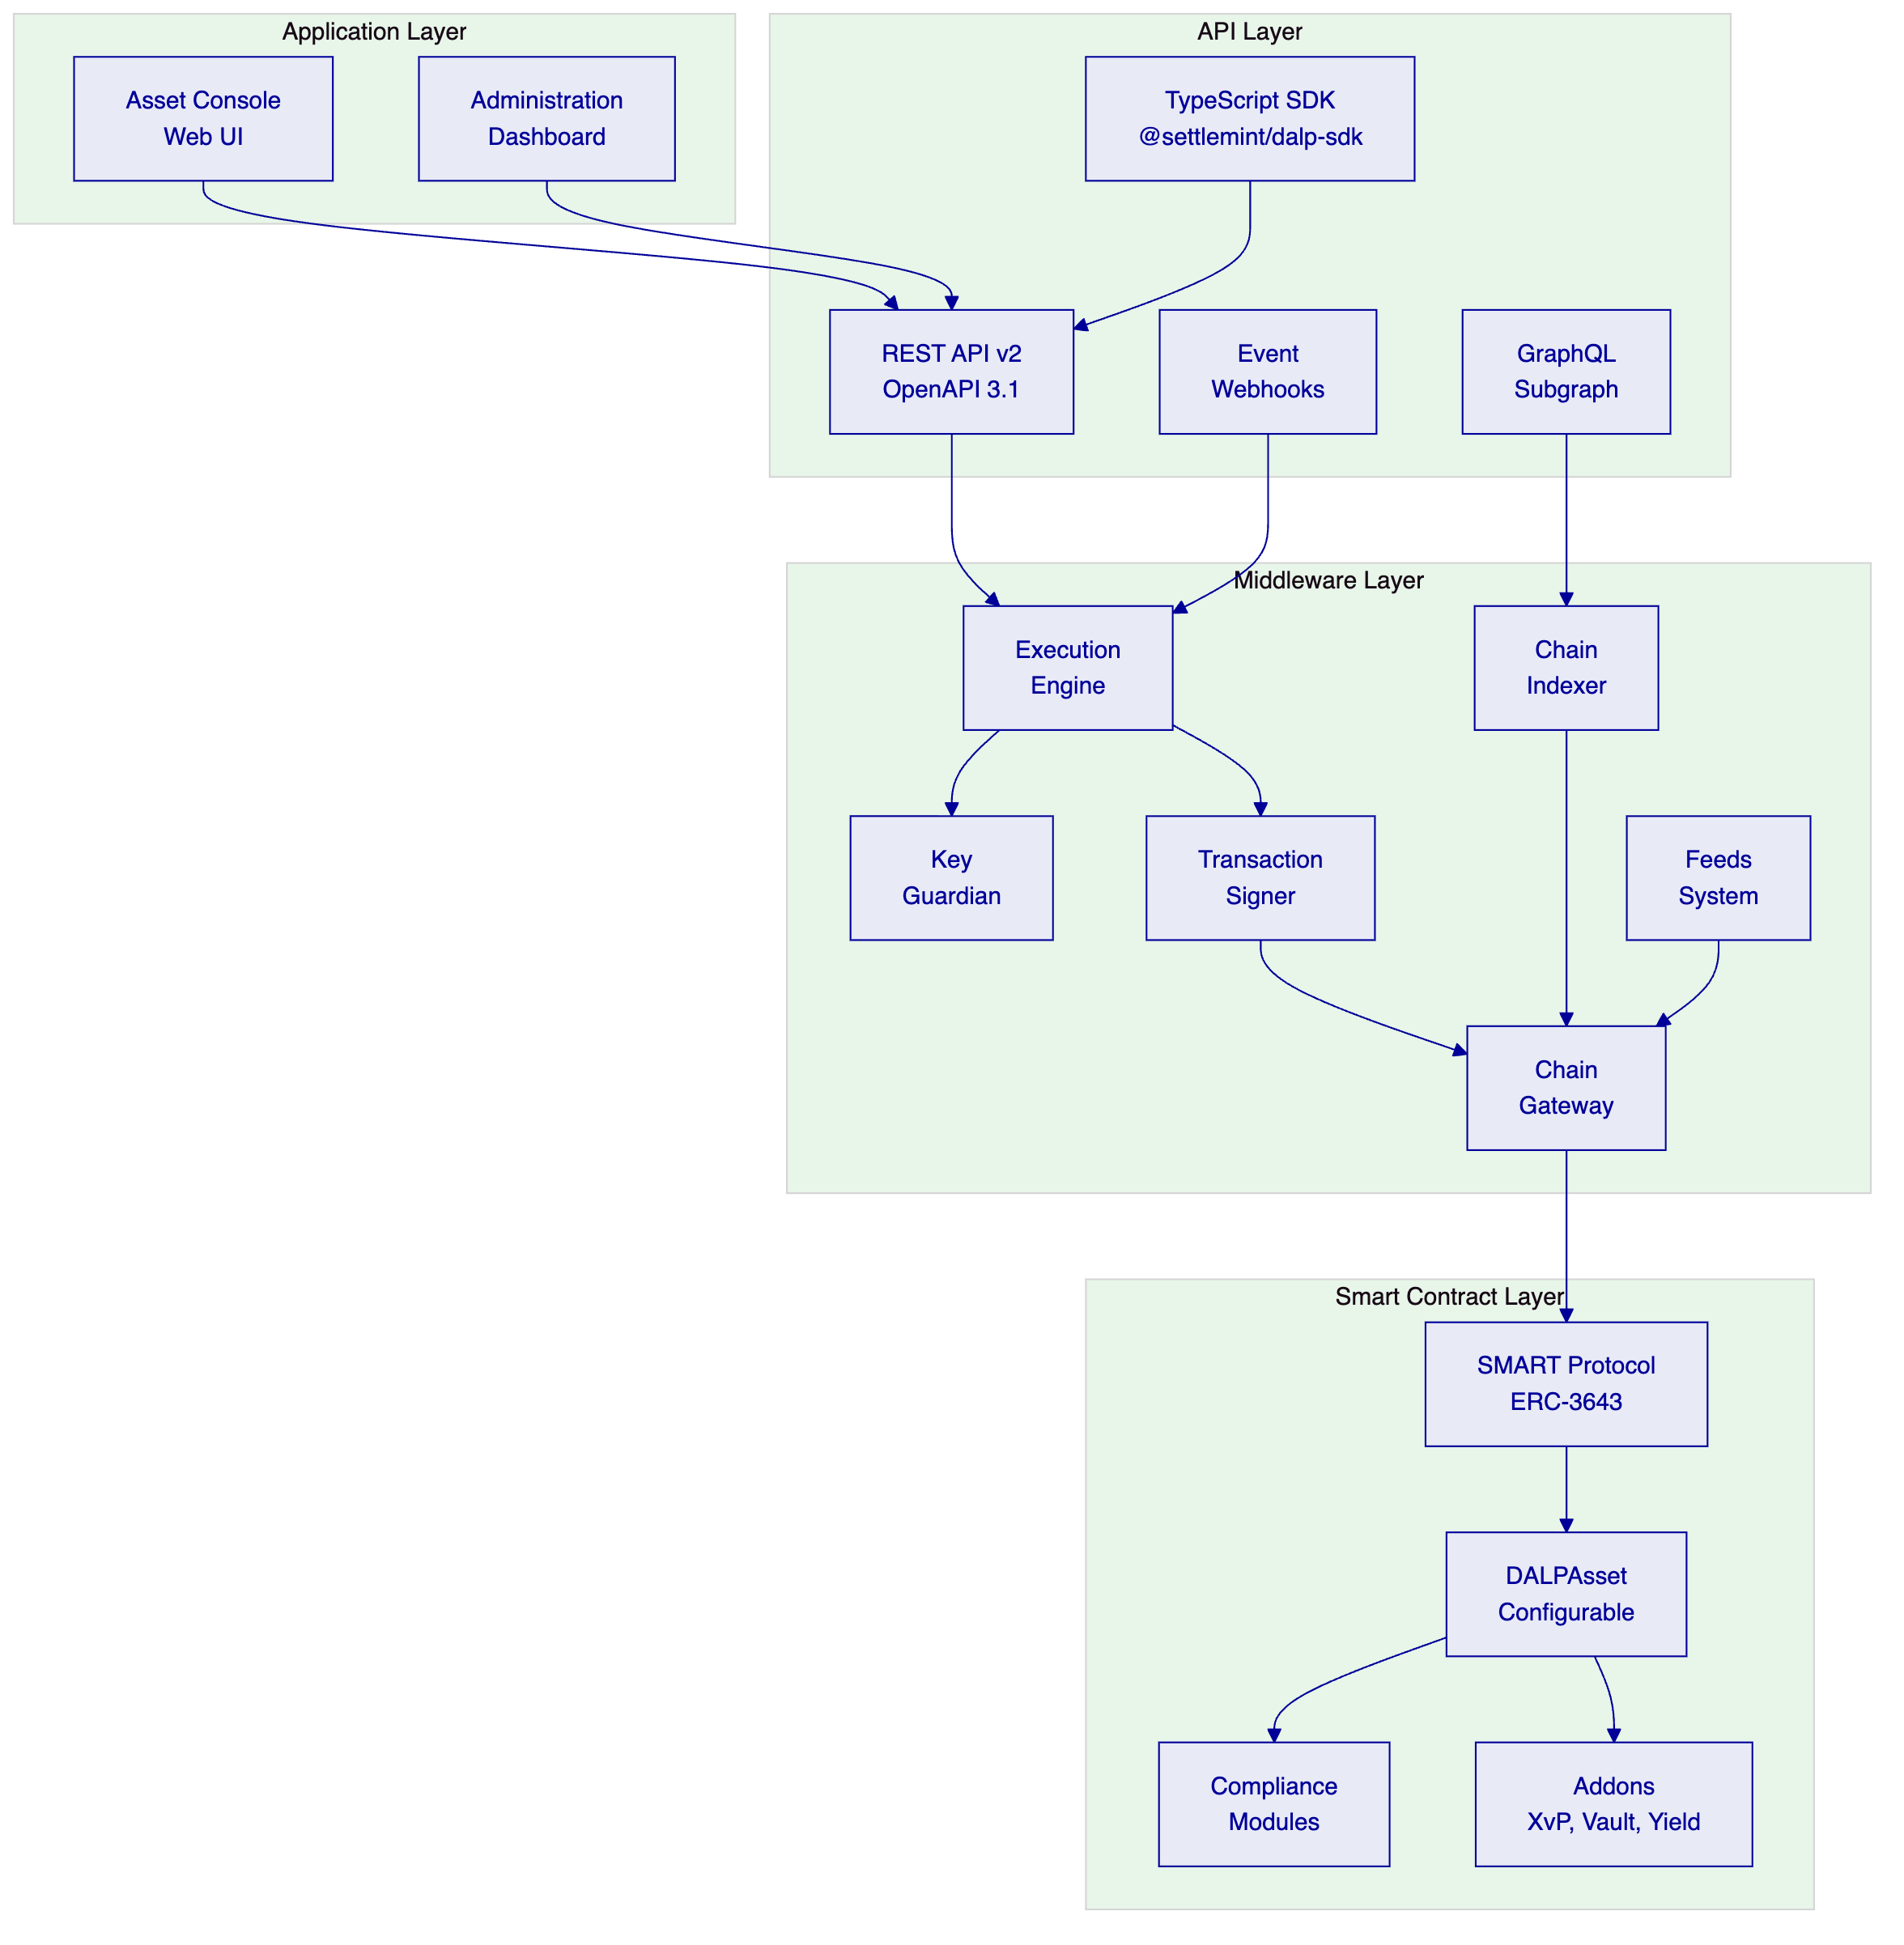 Application Layer
Asset Console
Web UI
Administration
Dashboard
API Layer
TypeScript SDK
@settlemint/dalp-sdk
REST API v2
OpenAPI 3.1
Event
Webhooks
GraphQL
Subgraph
Middleware Layer
Execution
Engine
Chain
Indexer
Key
Guardian
Transaction
Signer
Feeds
System
Chain
Gateway
Smart Contract Layer
SMART Protocol
ERC-3643
DALPAsset
Configurable
Compliance
Modules
Addons
XvP, Vault, Yield